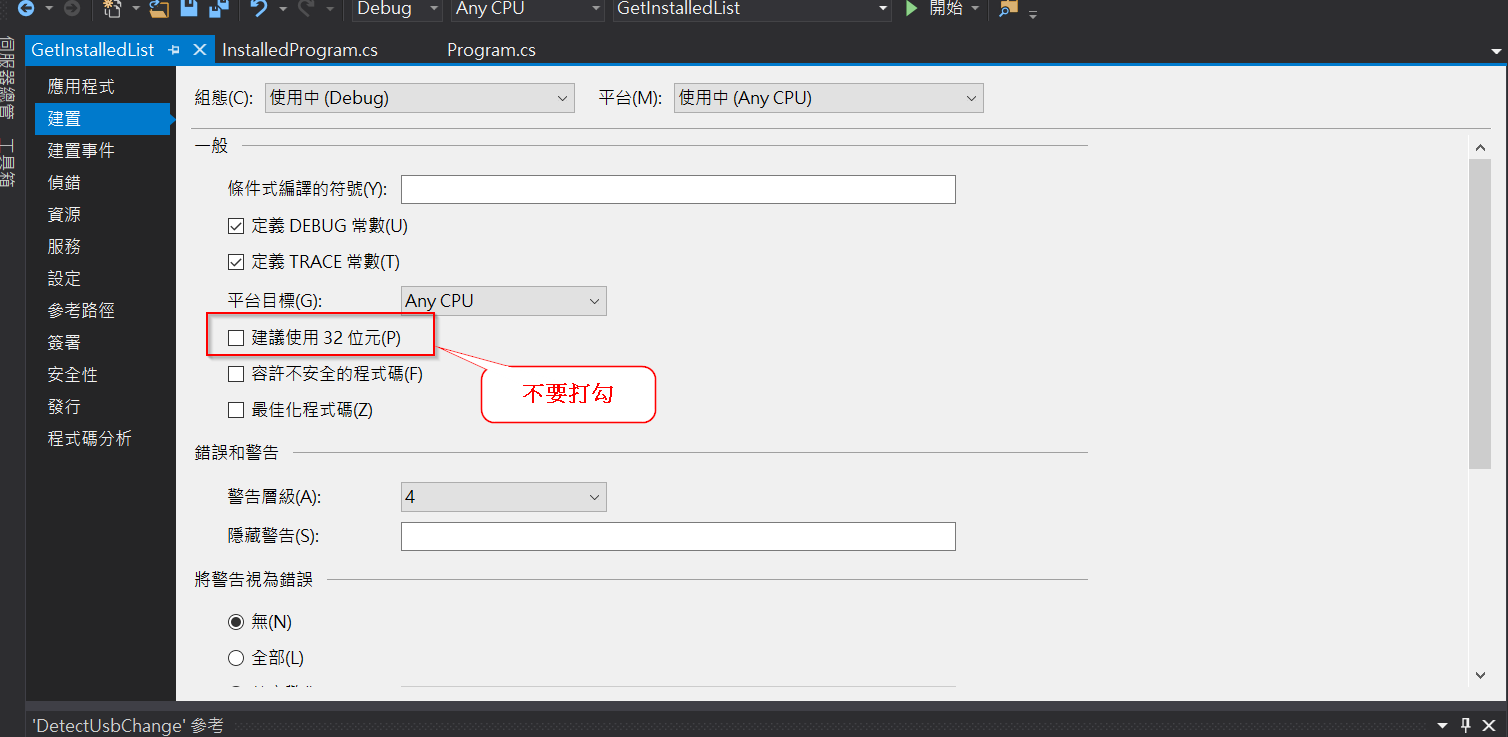 Debug Any CPU GetInstalledList 開始
GetInstalledList InstalledProgram.cs Program.cs
伺服器總管
工具箱
應用程式
建置
建置事件
偵錯
資源
服務
設定
參考路徑
簽署
安全性
發行
程式碼分析
組態(C): 使用中 (Debug) 平台(M): 使用中 (Any CPU)
一般
條件式編譯的符號(Y):
定義 DEBUG 常數(U)
定義 TRACE 常數(T)
平台目標(G): Any CPU
建議使用 32 位元(P)
容許不安全的程式碼(F)
不要打勾
最佳化程式碼(Z)
錯誤和警告
警告層級(A): 4
隱藏警告(S):
將警告視為錯誤
無(N)
全部(L)
'DetectUsbChange' 參考